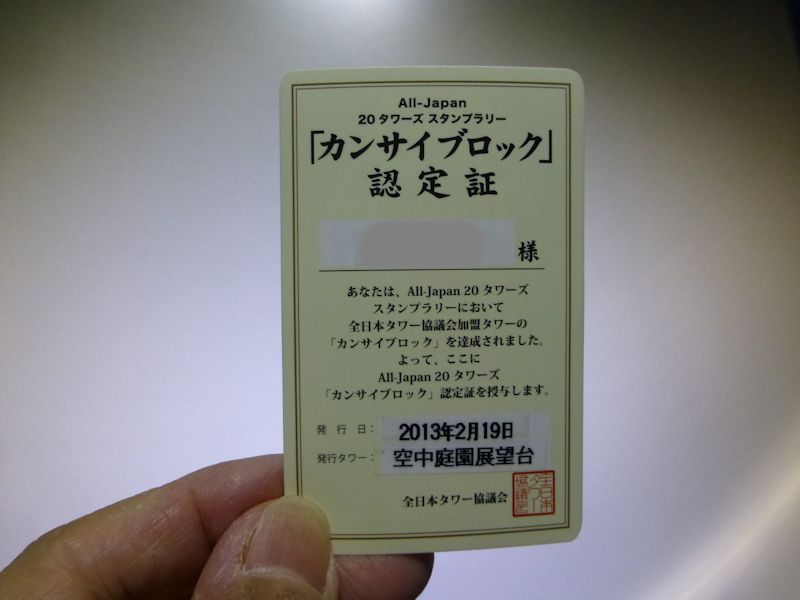 All-Japan
20 タワーズ スタンプラリー
「カンサイブロック」
認定証
様
あなたは、All-Japan 20 タワーズ
スタンプラリーにおいて
全日本タワー協議会加盟タワーの
「カンサイブロック」を達成されました。
よって、ここに
All-Japan 20 タワーズ
「カンサイブロック」認定証を授与します。
発行日： 2013年2月19日
発行タワー： 空中庭園展望台
全日本タワー協議会